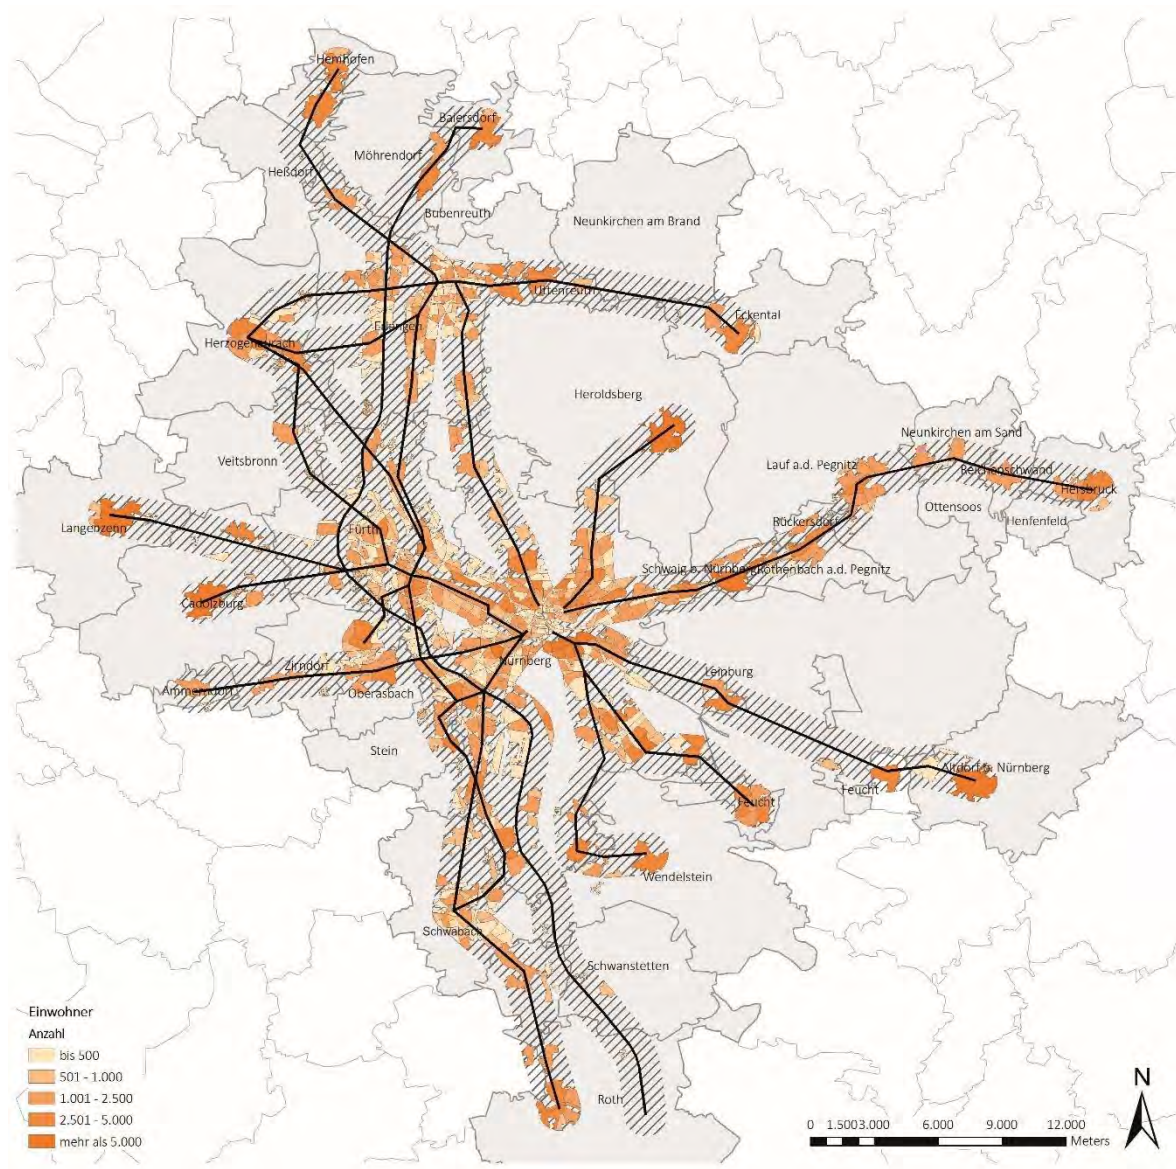 Hemhofen
Baiersdorf
Möhrendorf
Heßdorf
Bubenreuth
Neunkirchen am Brand
Uttenreuth
Eckental
Erlangen
Herzogenaurach
Heroldsberg
Neunkirchen am Sand
Veitsbronn
Lauf a.d. Pegnitz
Reichenschwand
Hersbruck
Ottensoos
Langenzenn
Fürth
Rückersdorf
Henfenfeld
Schwaig b. Nürnberg
Röthenbach a.d. Pegnitz
Cadolzburg
Zirndorf
Nürnberg
Leinburg
Ammerndorf
Oberasbach
Stein
Altdorf b. Nürnberg
Feucht
Feucht
Wendelstein
Schwabach
Schwanstetten
Roth
Einwohner
Anzahl
bis 500
501 - 1.000
1.001 - 2.500
2.501 - 5.000
mehr als 5.000
N
0 1.500 3.000 6.000 9.000 12.000
Meters